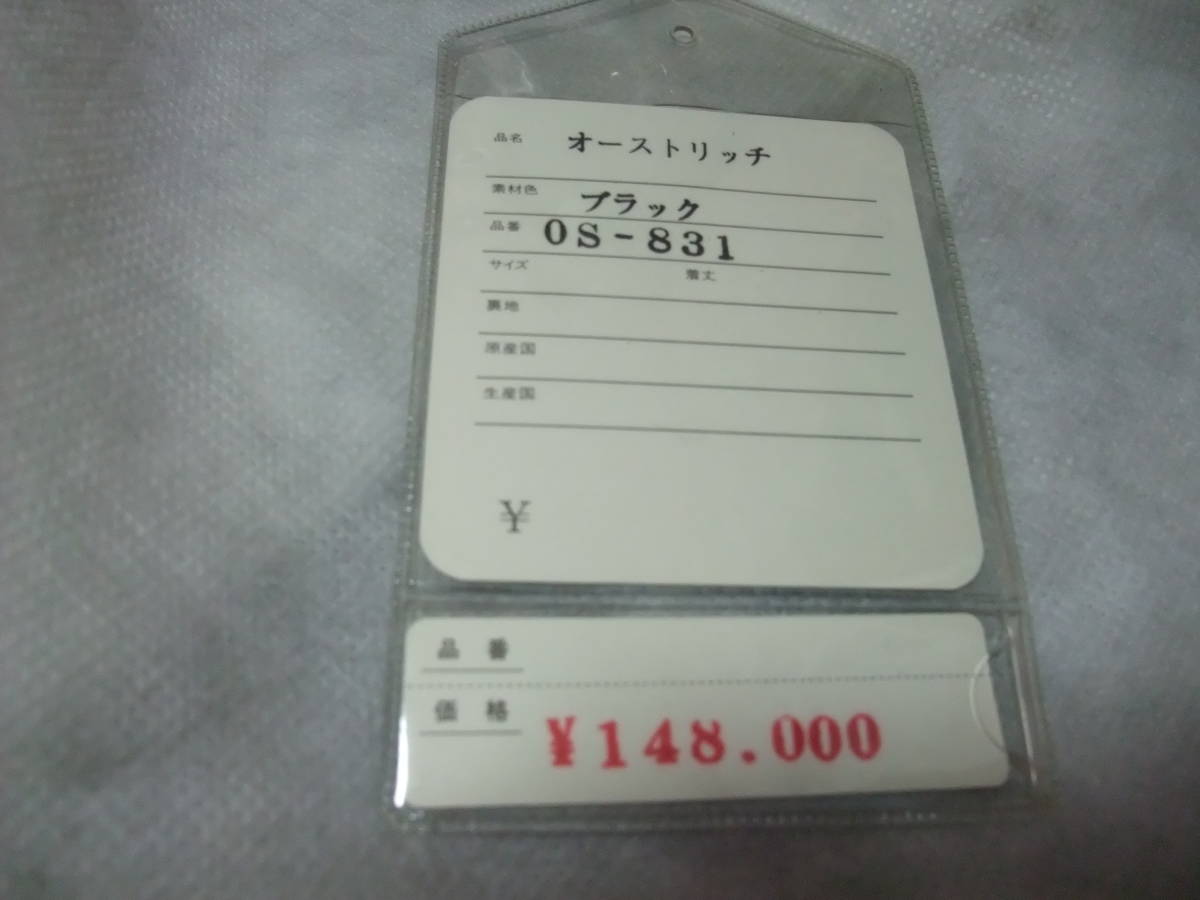 品名 オーストリッチ
素材色 ブラック
品番 OS-831
サイズ 着丈
裏地
原産国
生産国
¥
品 番
価 格 ¥148.000